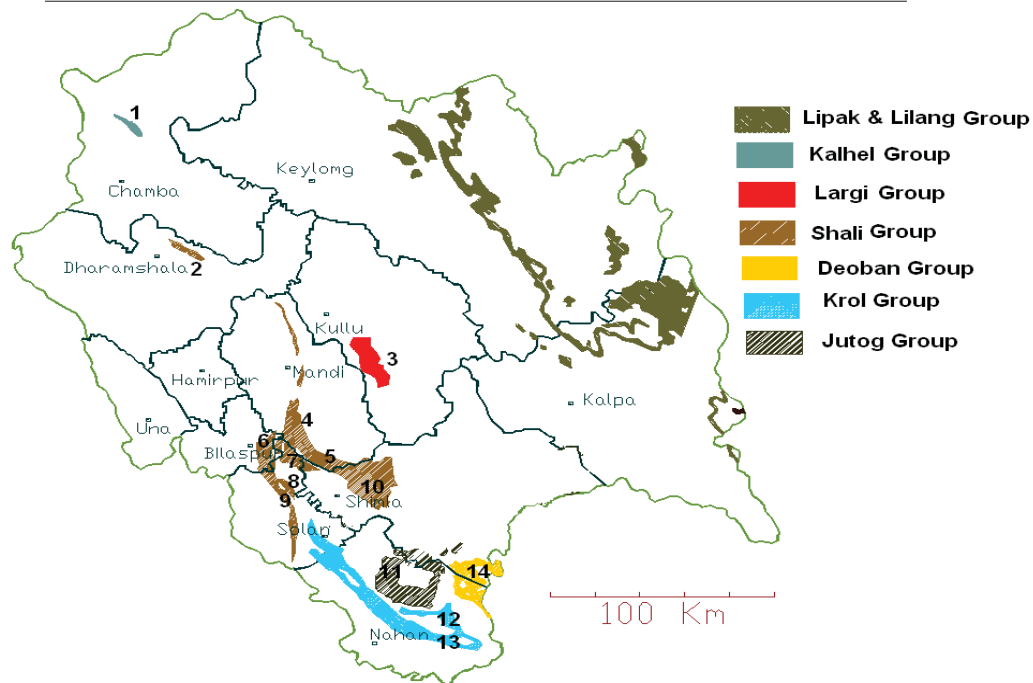 1
Chamba
Keylomg
Dharamshala
2
Kullu
3
Hamirpur
Mandi
Kalpa
Una
4
6
Bilaspur
5
7
8
10
9
Shimla
Solan
11
14
12
Nahan
13
100 Km
Lipak & Lilang Group
Kalhel Group
Largi Group
Shali Group
Deoban Group
Krol Group
Jutog Group